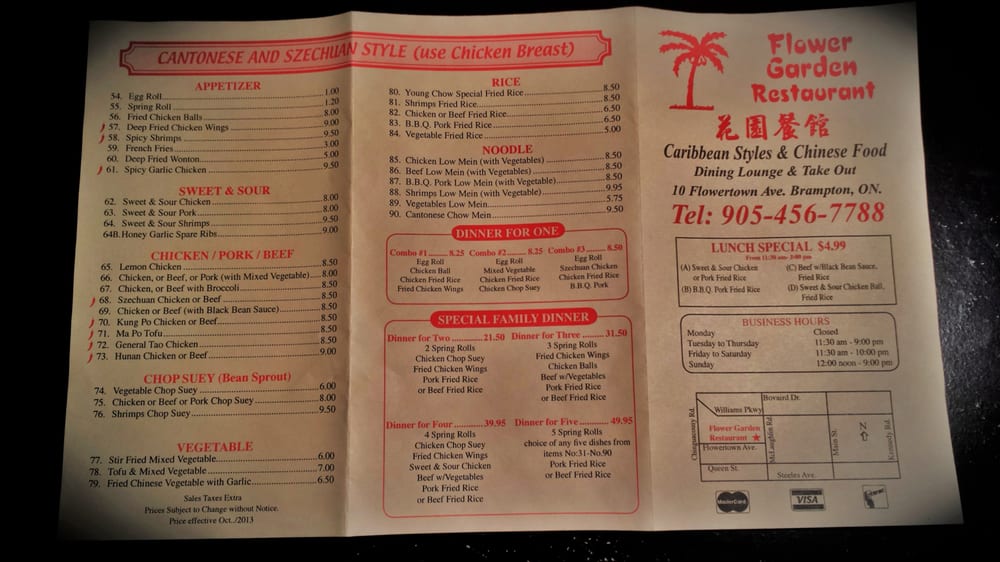 CANTONESE AND SZECHUAN STYLE (use Chicken Breast)
APPETIZER
54. Egg Roll 1.00
55. Spring Roll 1.20
56. Fried Chicken Balls 8.00
57. Deep Fried Chicken Wings 9.00
58. Spicy Shrimps 9.50
59. French Fries 3.00
60. Deep Fried Wonton 5.00
61. Spicy Garlic Chicken 9.50
SWEET & SOUR
62. Sweet & Sour Chicken 8.00
63. Sweet & Sour Pork 8.00
64. Sweet & Sour Shrimps 9.50
64B. Honey Garlic Spare Ribs 9.00
CHICKEN / PORK / BEEF
65. Lemon Chicken 8.50
66. Chicken, or Beef, or Pork (with Mixed Vegetable) 8.00
67. Chicken, or Beef with Broccoli 8.50
68. Szechuan Chicken or Beef 8.50
69. Chicken or Beef (with Black Bean Sauce) 8.50
70. Kung Po Chicken or Beef 8.50
71. Ma Po Tofu 8.50
72. General Tao Chicken 8.50
73. Hunan Chicken or Beef 9.00
CHOP SUEY (Bean Sprout)
74. Vegetable Chop Suey 6.00
75. Chicken or Beef or Pork Chop Suey 8.00
76. Shrimps Chop Suey 9.50
VEGETABLE
77. Stir Fried Mixed Vegetable 6.00
78. Tofu & Mixed Vegetable 7.00
79. Fried Chinese Vegetable with Garlic 6.50
Sales Taxes Extra
Prices Subject to Change without Notice.
Price effective Oct../2013
RICE
80. Young Chow Special Fried Rice 8.50
81. Shrimps Fried Rice 8.50
82. Chicken or Beef Fried Rice 6.50
83. B.B.Q. Pork Fried Rice 6.50
84. Vegetable Fried Rice 5.00
NOODLE
85. Chicken Low Mein (with Vegetables) 8.50
86. Beef Low Mein (with Vegetables) 8.50
87. B.B.Q. Pork Low Mein (with Vegetable) 8.50
88. Shrimps Low Mein (with Vegetable) 9.95
89. Vegetables Low Mein 5.75
90. Cantonese Chow Mein 9.50
DINNER FOR ONE
Combo #1 8.25
Egg Roll
Chicken Ball
Chicken Fried Rice
Fried Chicken Wings
Combo #2 8.25
Egg Roll
Mixed Vegetable
Chicken Fried Rice
Chicken Chop Suey
Combo #3 8.50
Egg Roll
Szechuan Chicken
Chicken Fried Rice
B.B.Q. Pork
SPECIAL FAMILY DINNER
Dinner for Two 21.50
2 Spring Rolls
Chicken Chop Suey
Fried Chicken Wings
Pork Fried Rice
or Beef Fried Rice
Dinner for Three 31.50
3 Spring Rolls
Fried Chicken Wings
Chicken Balls
Beef w/Vegetables
Pork Fried Rice
or Beef Fried Rice
Dinner for Four 39.95
4 Spring Rolls
Chicken Chop Suey
Fried Chicken Wings
Sweet & Sour Chicken
Beef w/Vegetables
Pork Fried Rice
or Beef Fried Rice
Dinner for Five 49.95
5 Spring Rolls
choice of any five dishes from
items No:31-No.90
Pork Fried Rice
or Beef Fried Rice
Flower
Garden
Restaurant
花園餐館
Caribbean Styles & Chinese Food
Dining Lounge & Take Out
10 Flowertown Ave. Brampton, ON.
Tel: 905-456-7788
LUNCH SPECIAL $4.99
From 11:30 am- 3:00 pm
(A) Sweet & Sour Chicken
or Pork Fried Rice
(B) B.B.Q. Pork Fried Rice
(C) Beef w/Black Bean Sauce,
Fried Rice
(D) Sweet & Sour Chicken Ball,
Fried Rice
BUSINESS HOURS
Monday Closed
Tuesday to Thursday 11:30 am - 9:00 pm
Friday to Saturday 11:30 am - 10:00 pm
Sunday 12:00 noon - 9:00 pm
Bovaird Dr.
Williams Pkwy
Flower Garden
Restaurant
Flowertown Ave.
Queen St.
Steeles Ave.
Chinguacousy Rd.
McLaughlin Rd.
Main St.
N
Kennedy Rd.
MasterCard
VISA